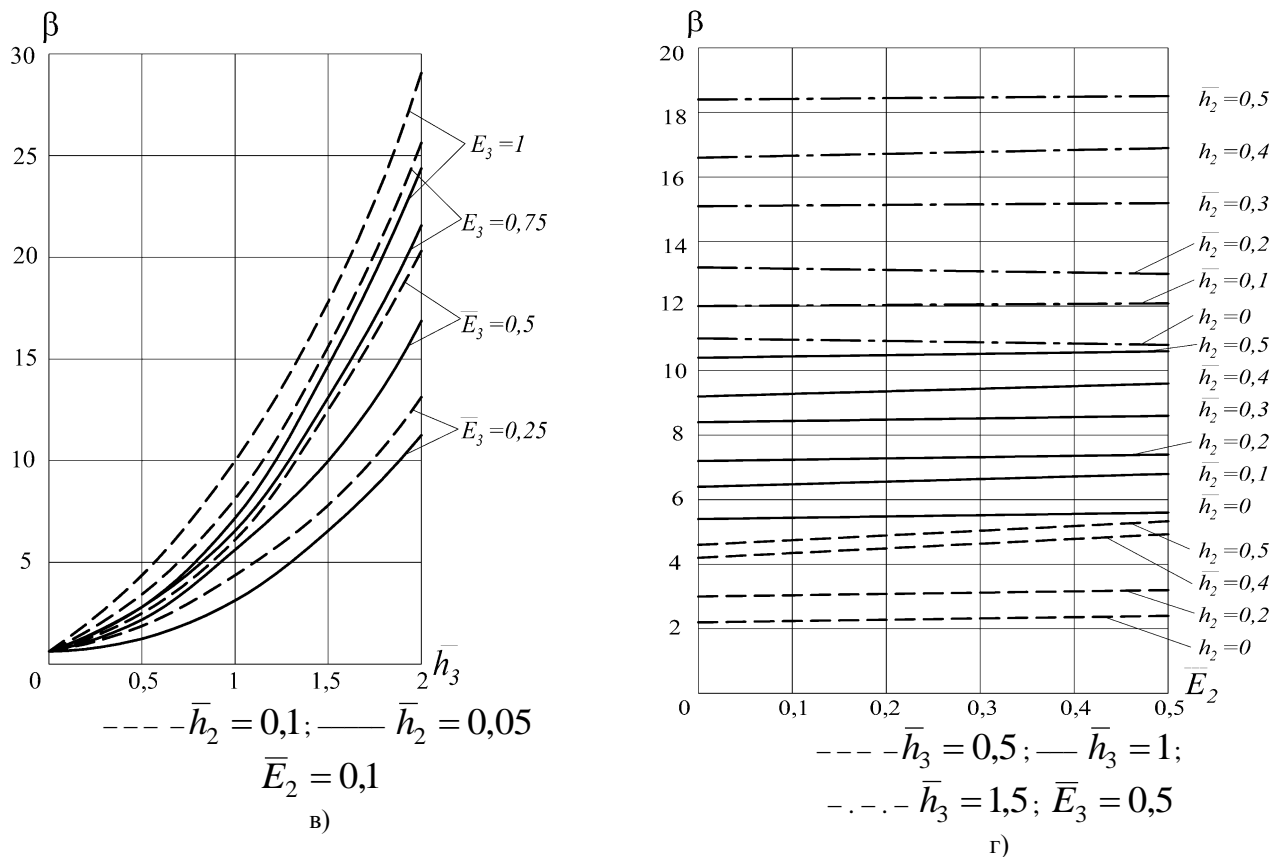 β
30
25
20
15
10
5
0
0,5
1
1,5
2
h̅₃
E₃=1
E₃=0,75
E̅₃=0,5
E̅₃=0,25
---- h̅₂ = 0,1; —— h̅₂ = 0,05
E̅₂ = 0,1
в)
β
20
18
16
14
12
10
8
6
4
2
0
0,1
0,2
0,3
0,4
0,5
E̅₂
h̅₂=0,5
h₂=0,4
h̅₂=0,3
h̅₂=0,2
h̅₂=0,1
h₂=0
h₂=0,5
h̅₂=0,4
h̅₂=0,3
h₂=0,2
h̅₂=0,1
h̅₂=0
h₂=0,5
h̅₂=0,4
h₂=0,2
h₂=0
---- h̅₃ = 0,5; — h̅₃ = 1;
-.-.- h̅₃ = 1,5; E̅₃ = 0,5
г)